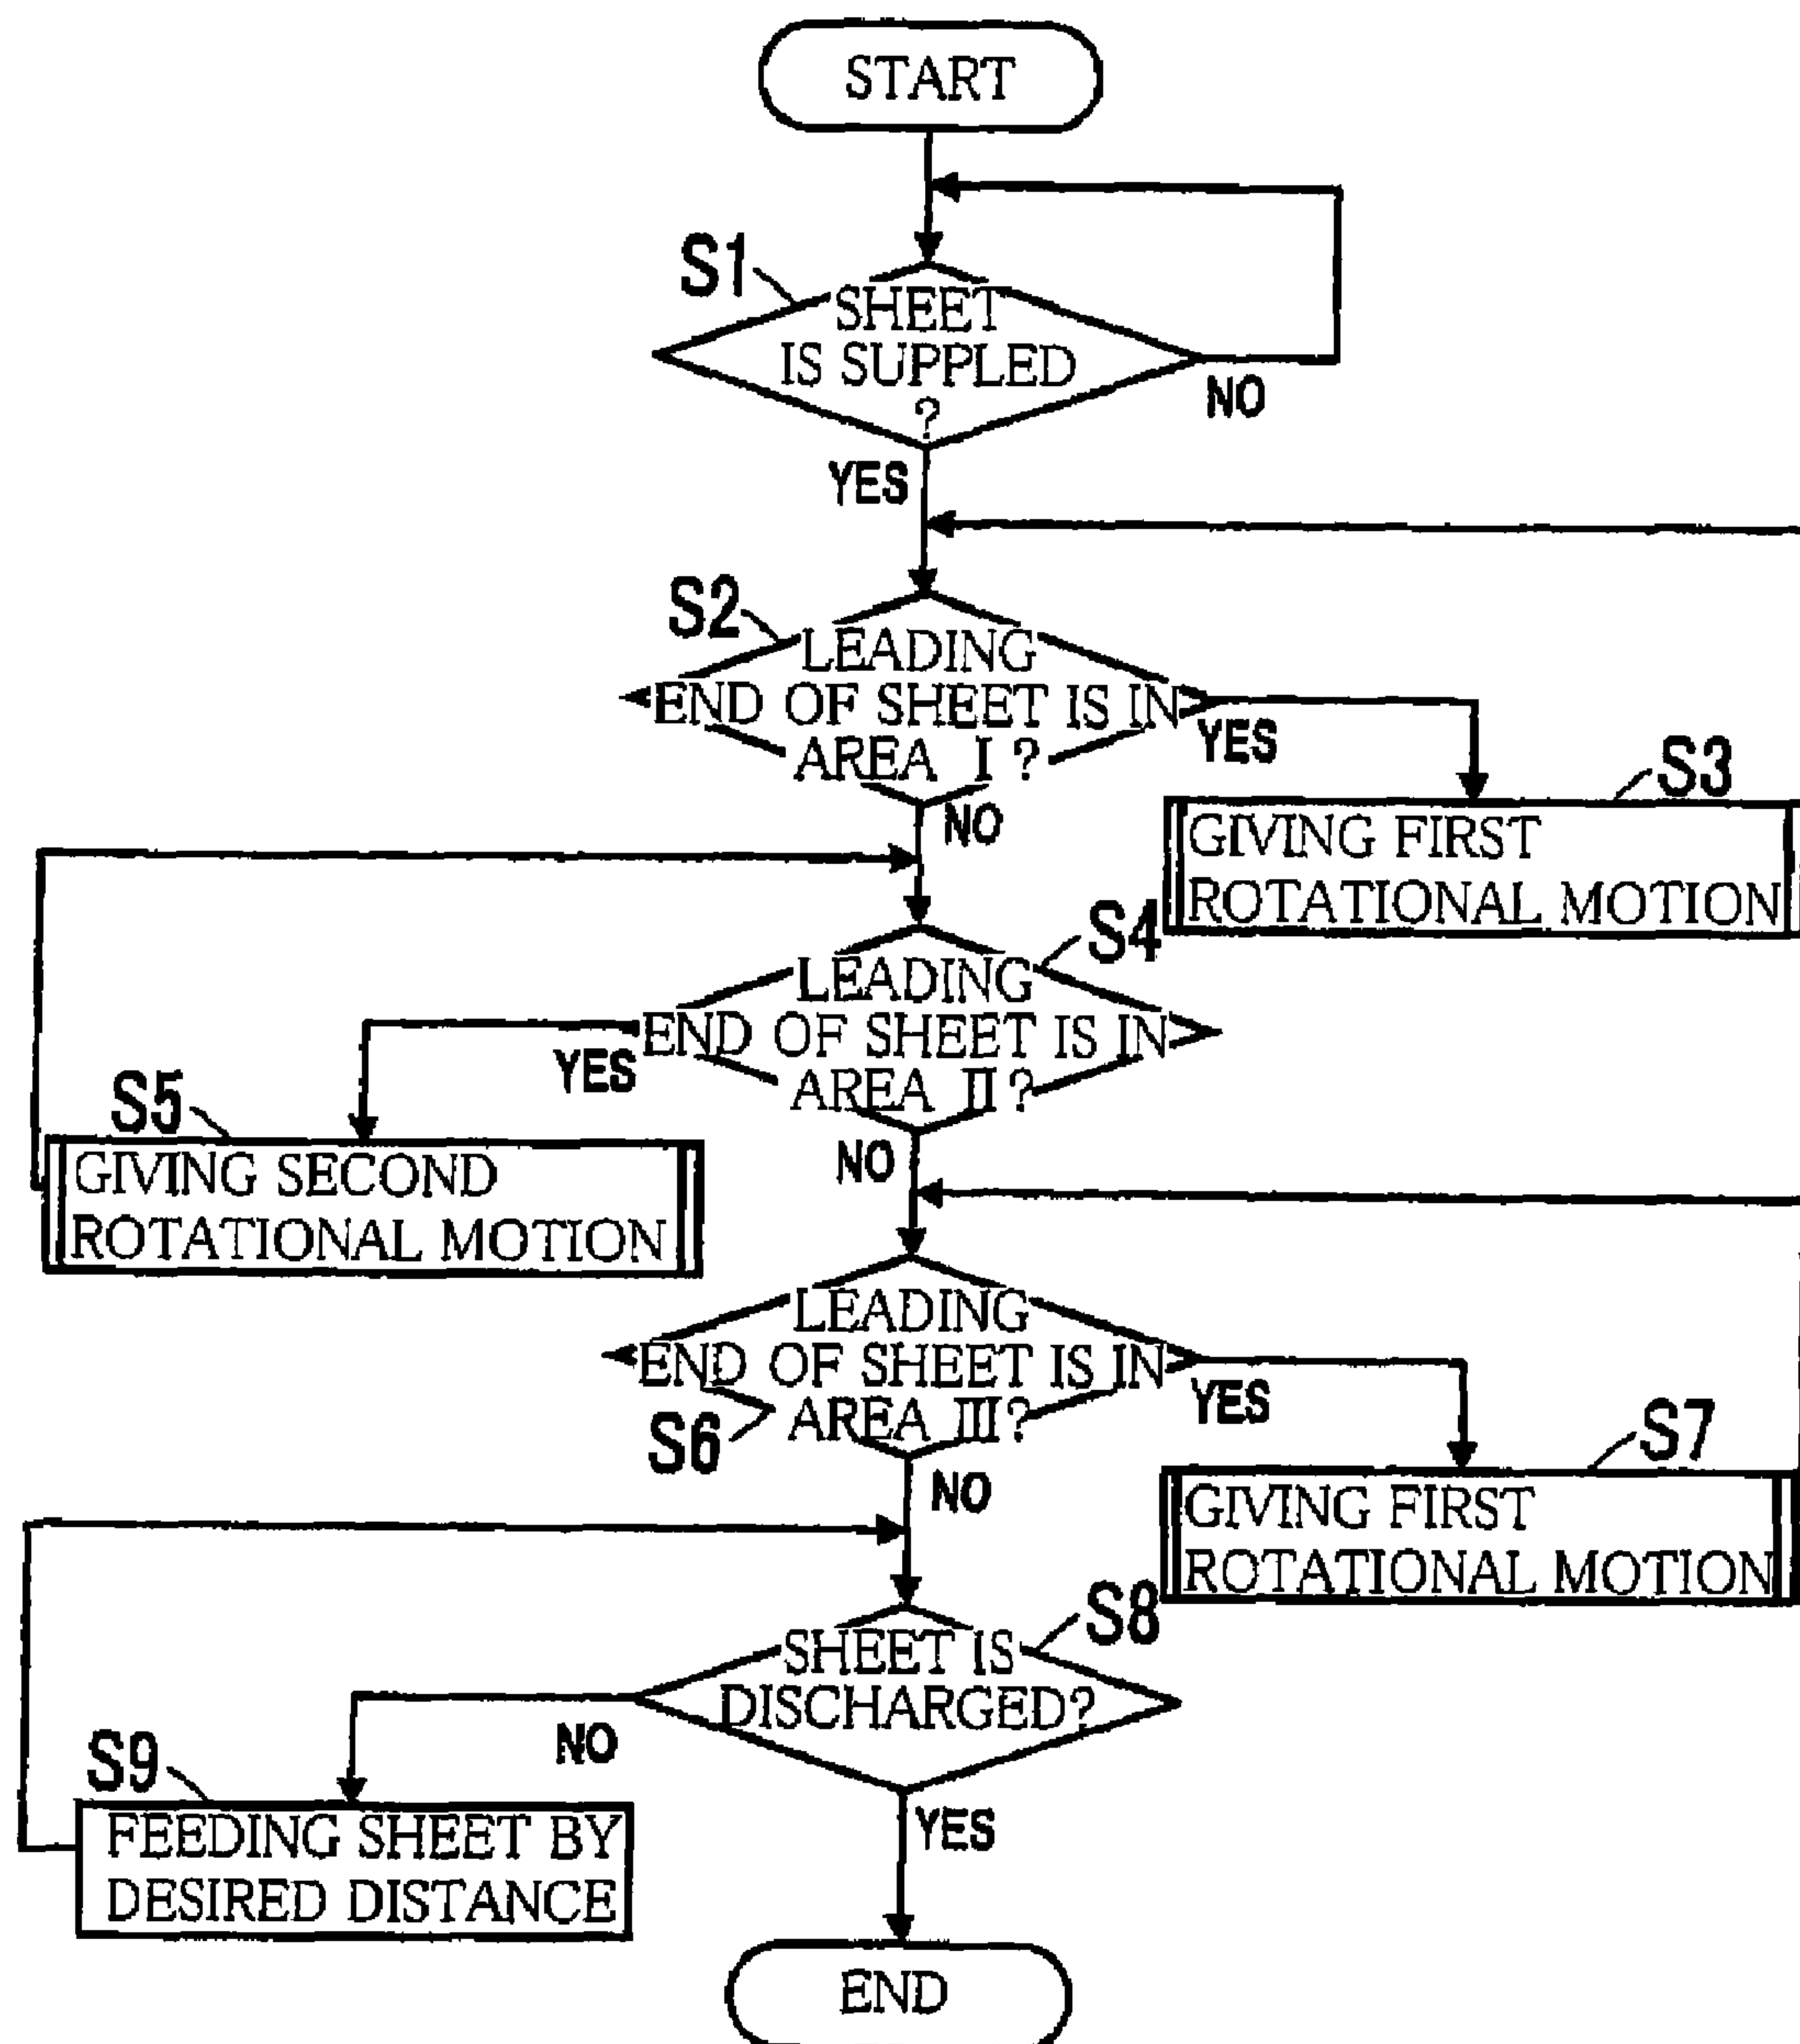 START
S1
SHEET
IS SUPPLED
?
NO
YES
S2
LEADING
END OF SHEET IS IN
AREA I ?
YES
NO
S3
GIVING FIRST
ROTATIONAL MOTION
S4
LEADING
END OF SHEET IS IN
AREA II ?
YES
NO
S5
GIVING SECOND
ROTATIONAL MOTION
LEADING
END OF SHEET IS IN
AREA III ?
S6
YES
NO
S7
GIVING FIRST
ROTATIONAL MOTION
S8
SHEET IS
DISCHARGED?
NO
YES
S9
FEEDING SHEET BY
DESIRED DISTANCE
END